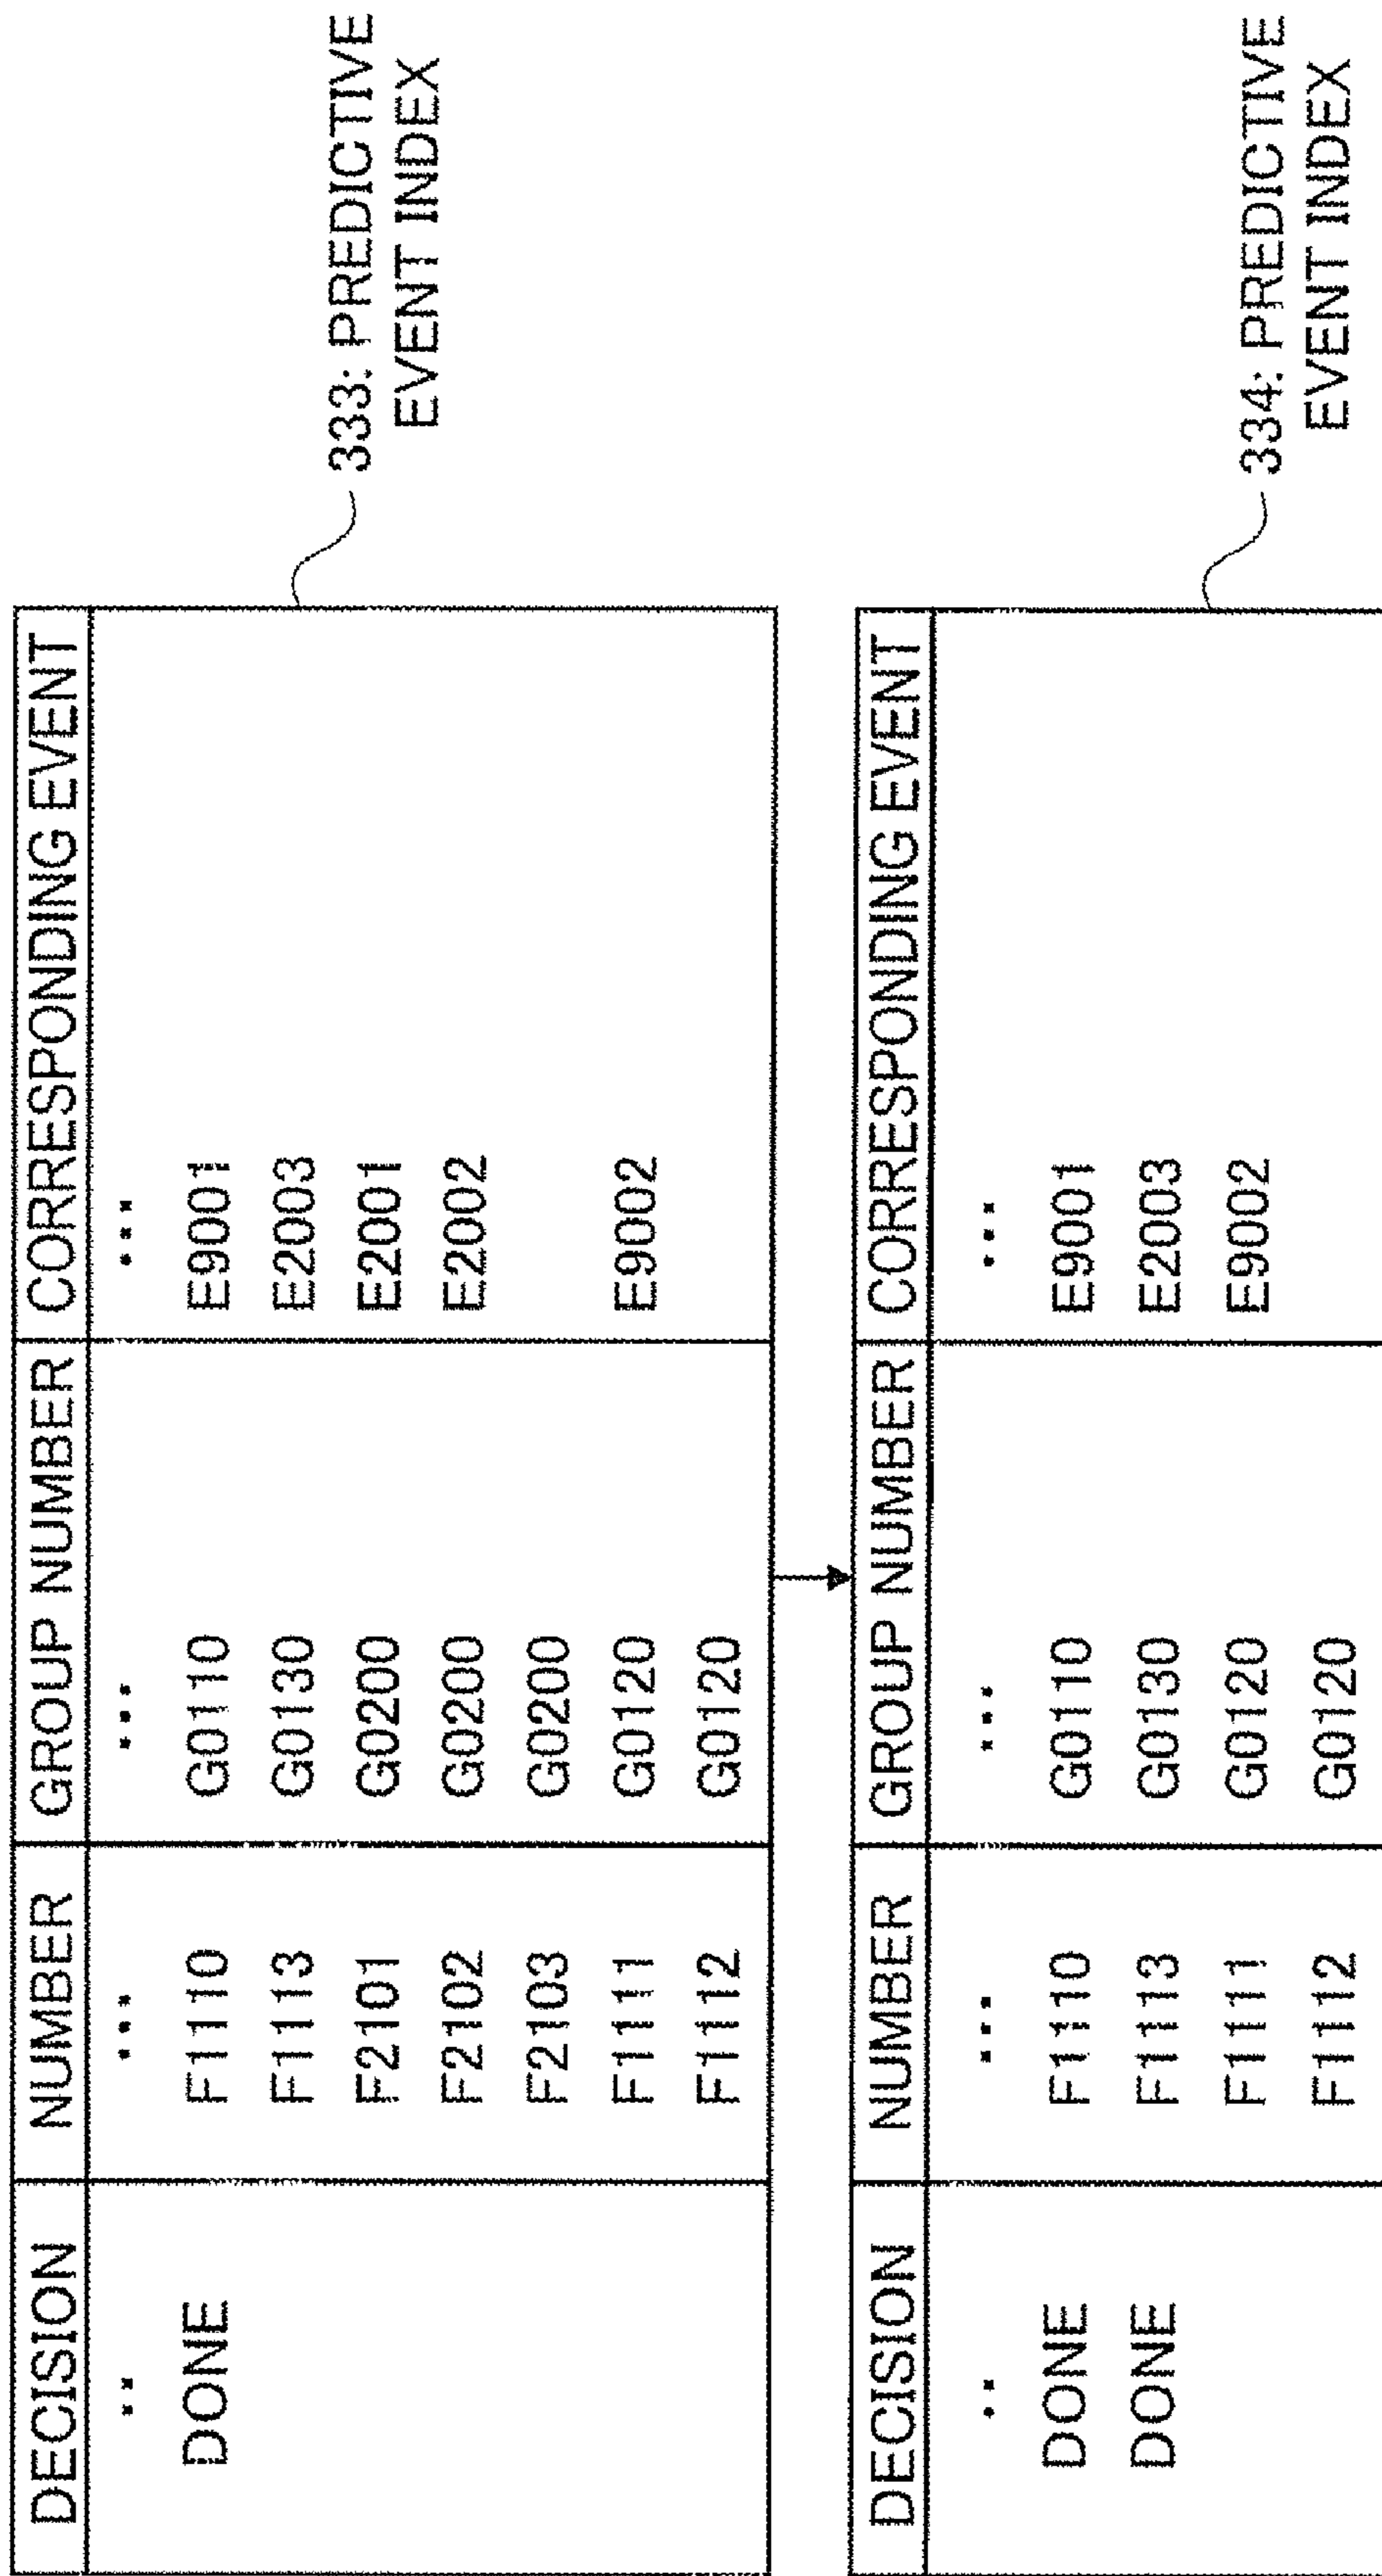 DECISION NUMBER GROUP NUMBER CORRESPONDING EVENT
** *** *** ***
DONE F1110 G0110 E9001
F1113 G0130 E2003
F2101 G0200 E2001
F2102 G0200 E2002
F2103 G0200
F1111 G0120 E9002
F1112 G0120
333: PREDICTIVE
EVENT INDEX
DECISION NUMBER GROUP NUMBER CORRESPONDING EVENT
** *** *** ***
DONE F1110 G0110 E9001
DONE F1113 G0130 E2003
F1111 G0120 E9002
F1112 G0120
334: PREDICTIVE
EVENT INDEX